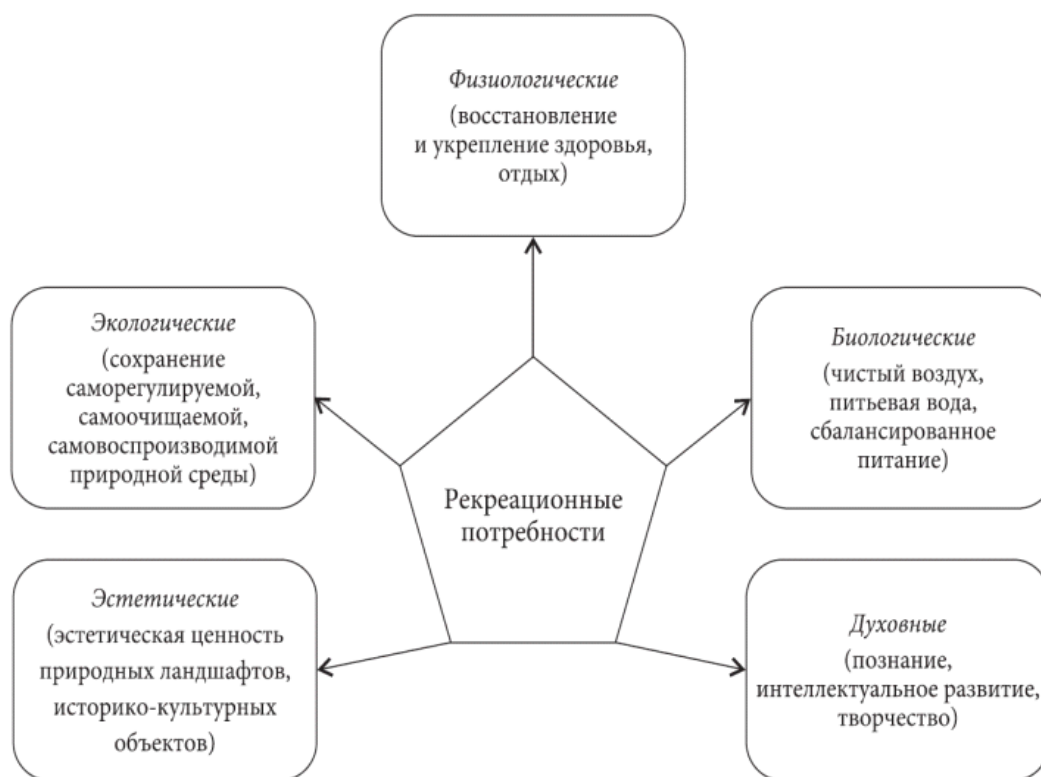 Физиологические
(восстановление
и укрепление здоровья,
отдых)
Экологические
(сохранение
саморегулируемой,
самоочищаемой,
самовоспроизводимой
природной среды)
Биологические
(чистый воздух,
питьевая вода,
сбалансированное
питание)
Рекреационные
потребности
Эстетические
(эстетическая ценность
природных ландшафтов,
историко-культурных
объектов)
Духовные
(познание,
интеллектуальное развитие,
творчество)